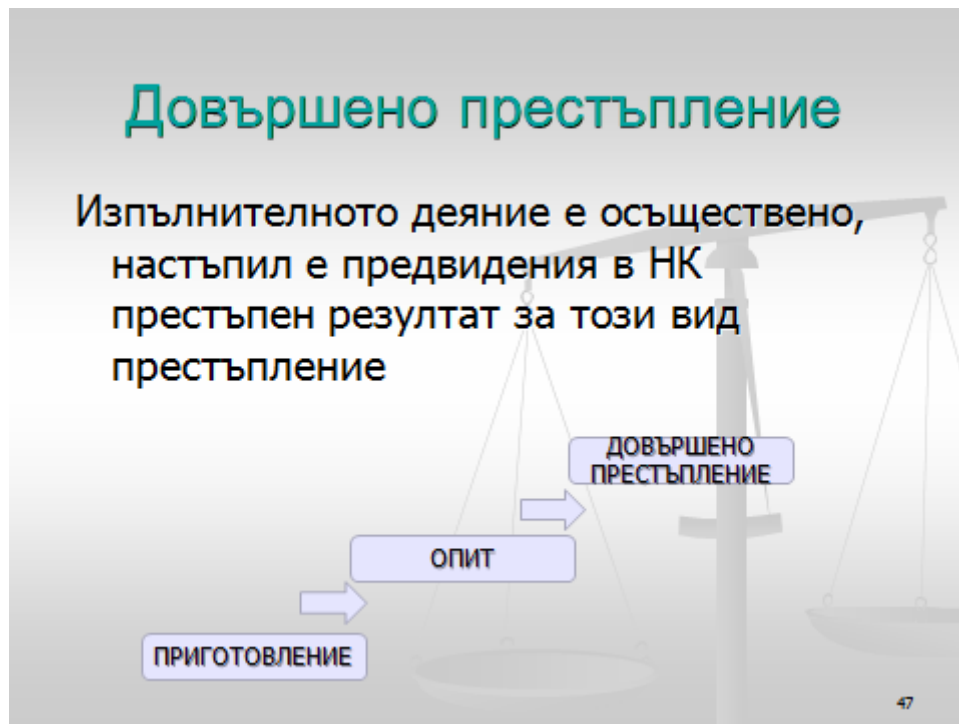 Довършено престъпление
Изпълнителното деяние е осъществено,
настъпил е предвидения в НК
престъпен резултат за този вид
престъпление
ДОВЪРШЕНО
ПРЕСТЪПЛЕНИЕ
ОПИТ
ПРИГОТОВЛЕНИЕ
47